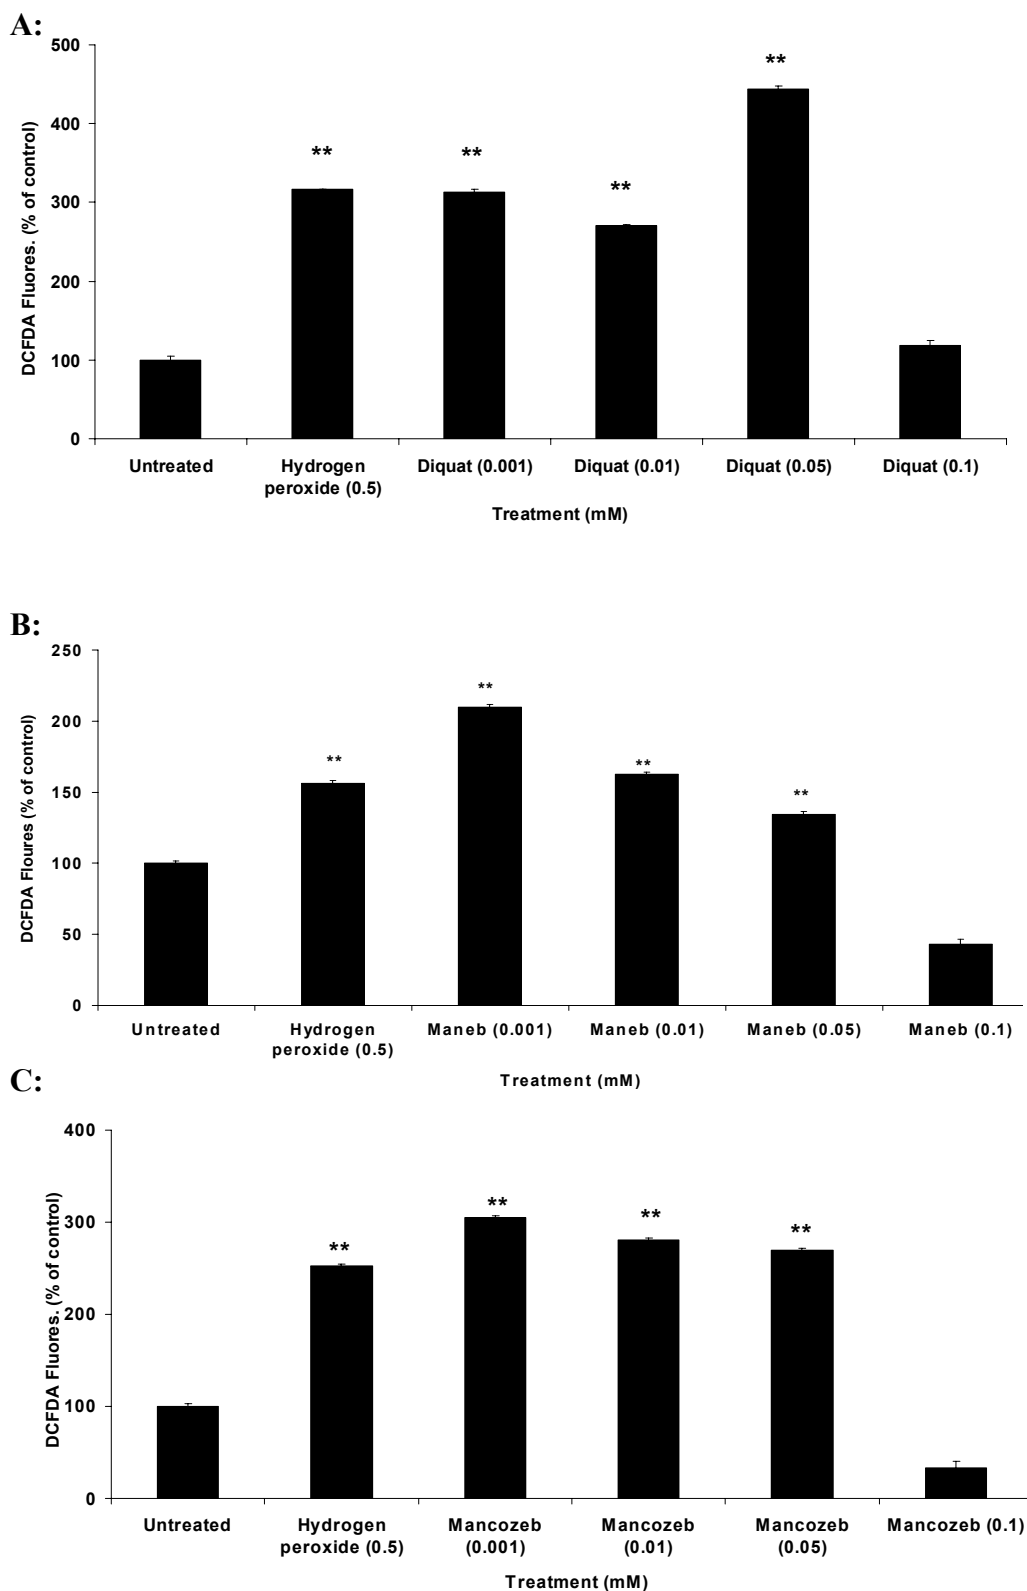 A:
DCFDA Fluores. (% of control)
500
400
300
200
100
0
**
**
**
**
Untreated
Hydrogen
peroxide (0.5)
Diquat (0.001)
Diquat (0.01)
Diquat (0.05)
Diquat (0.1)
Treatment (mM)
B:
DCFDA Floures (% of control)
250
200
150
100
50
0
**
**
**
**
Untreated
Hydrogen
peroxide (0.5)
Maneb (0.001)
Maneb (0.01)
Maneb (0.05)
Maneb (0.1)
Treatment (mM)
C:
DCFDA Fluores. (% of control)
400
300
200
100
0
**
**
**
**
Untreated
Hydrogen
peroxide (0.5)
Mancozeb
(0.001)
Mancozeb
(0.01)
Mancozeb
(0.05)
Mancozeb (0.1)
Treatment (mM)